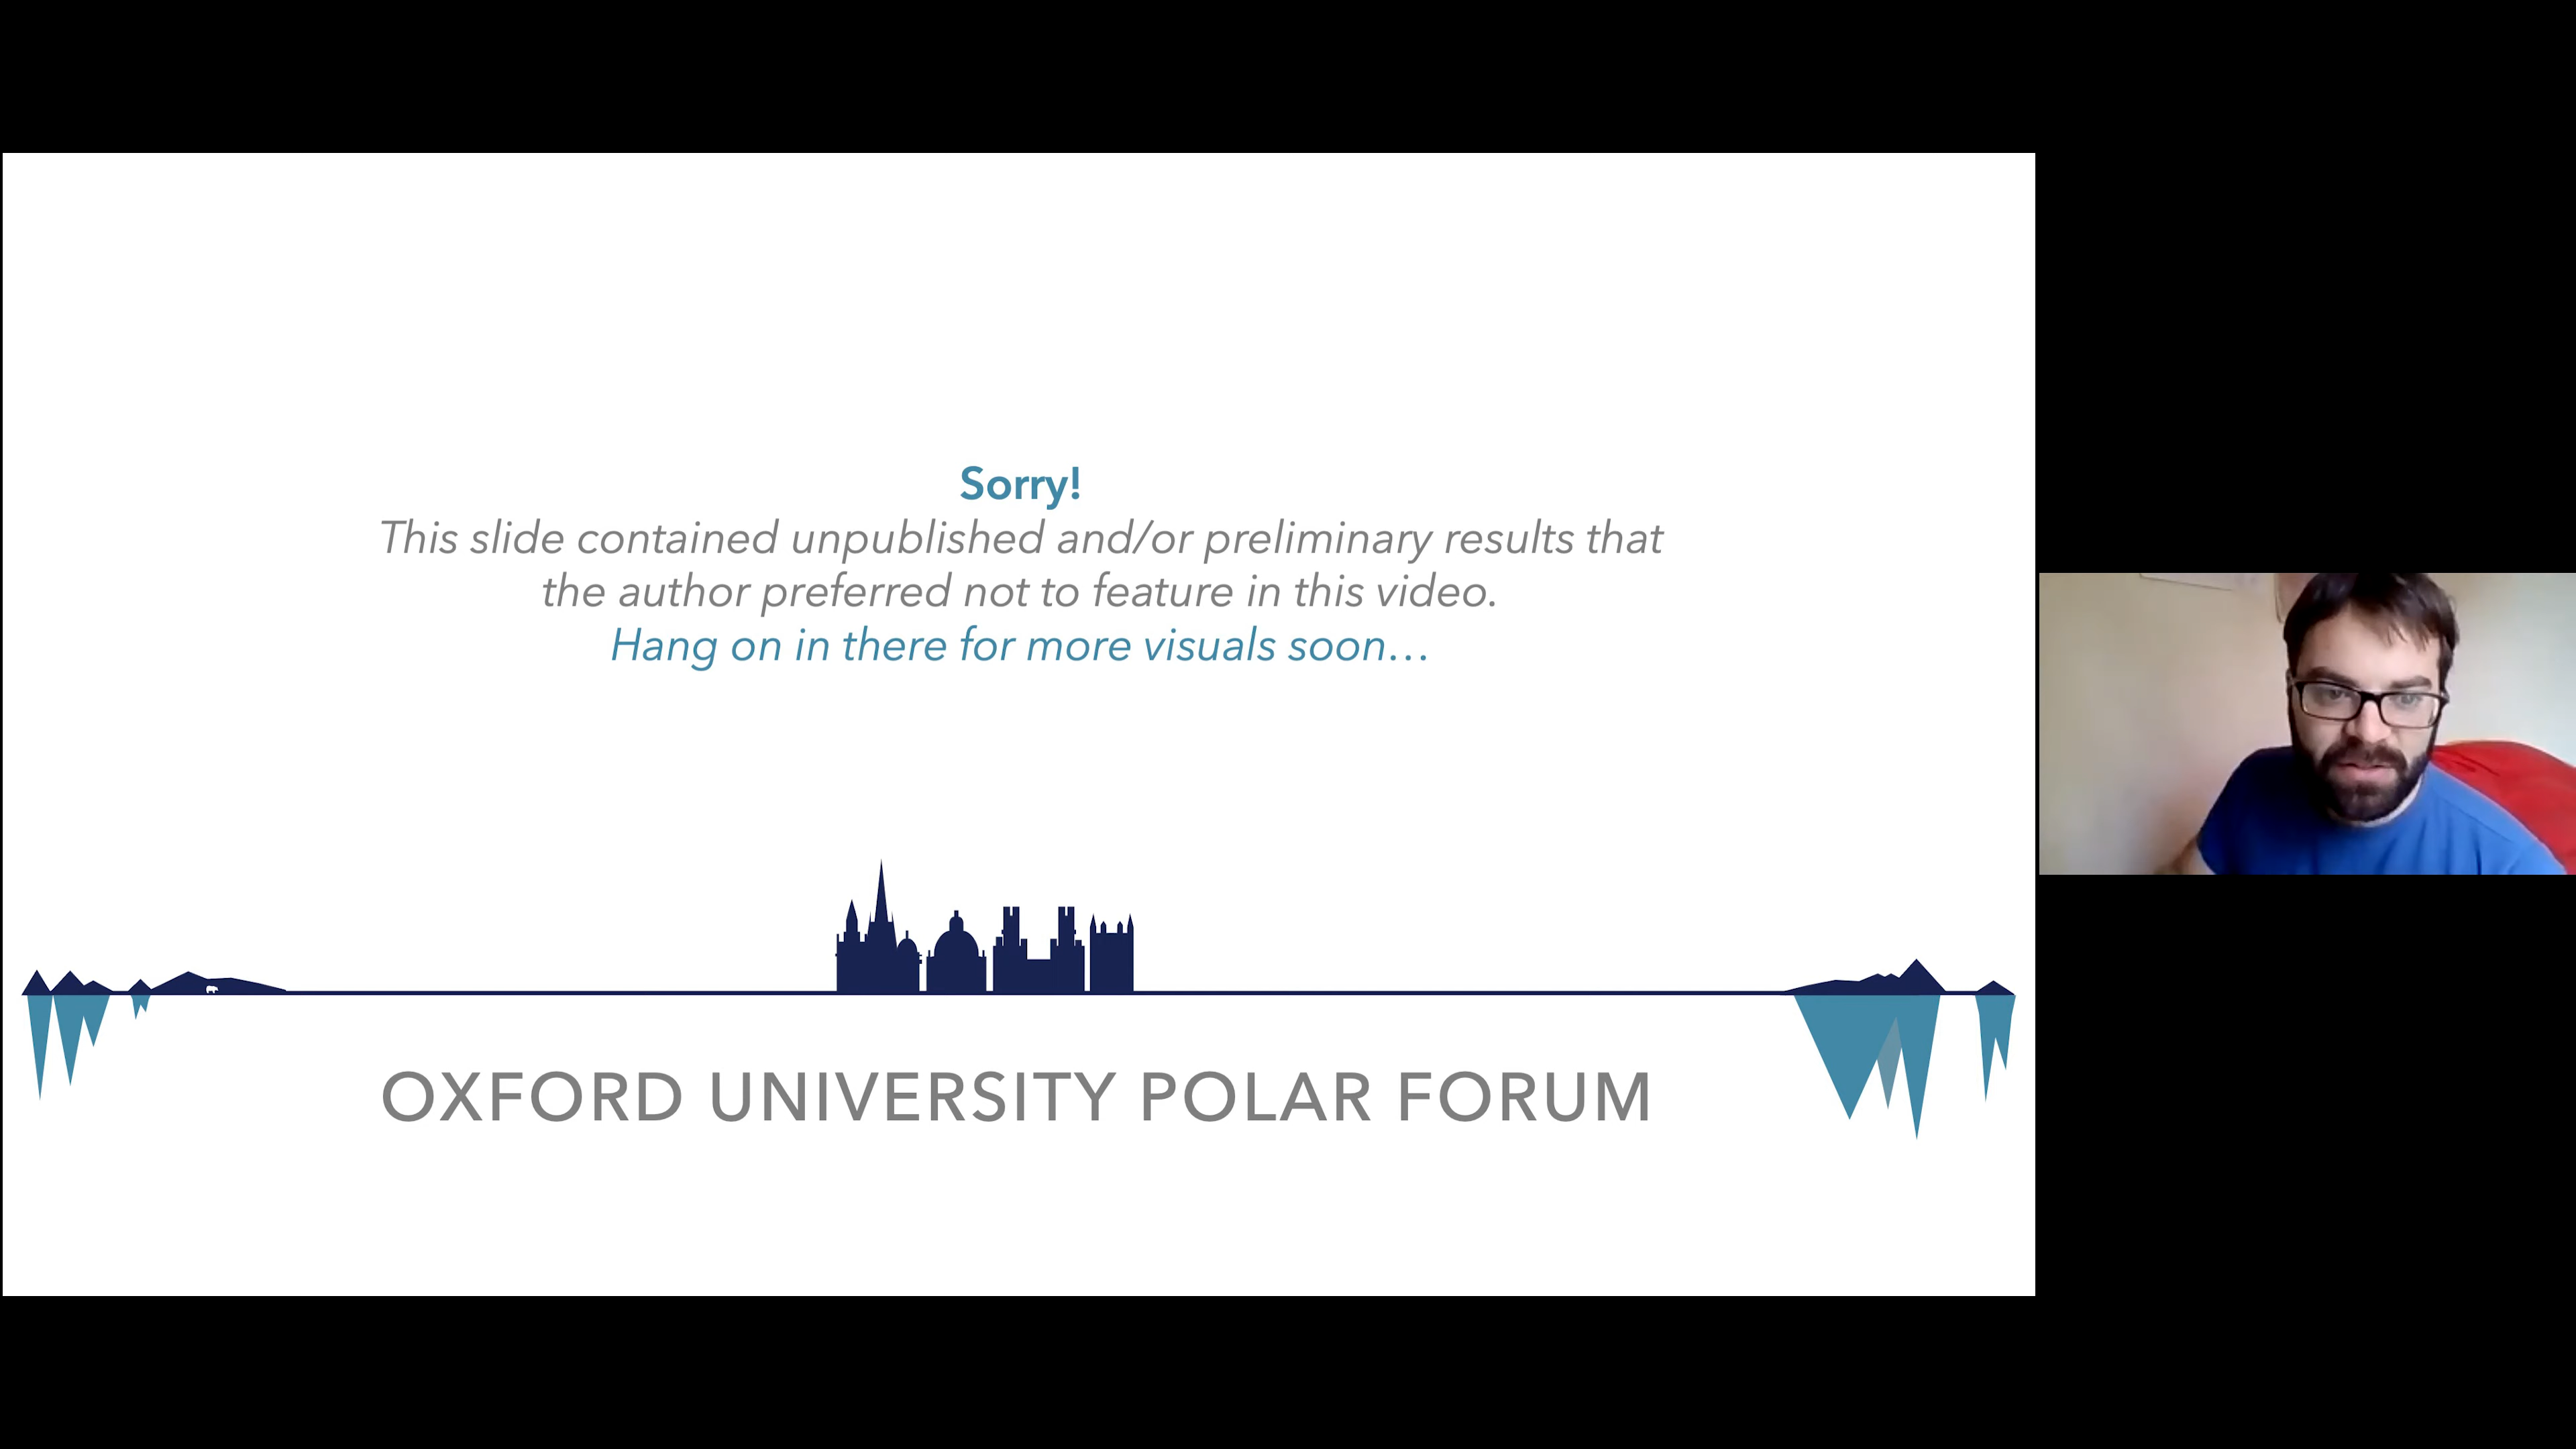 Sorry!
This slide contained unpublished and/or preliminary results that
the author preferred not to feature in this video.
Hang on in there for more visuals soon…
OXFORD UNIVERSITY POLAR FORUM